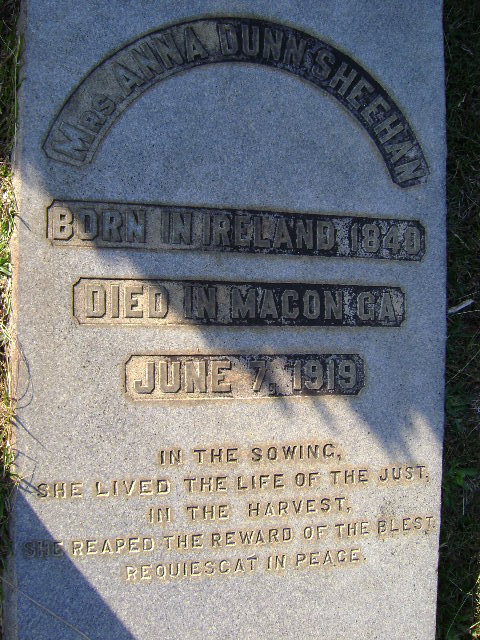 Mrs. ANNA DUNN SHEEHAN
BORN IN IRELAND 1840
DIED IN MACON GA
JUNE 7, 1919
IN THE SOWING,
SHE LIVED THE LIFE OF THE JUST,
IN THE HARVEST,
SHE REAPED THE REWARD OF THE BLEST
REQUIESCAT IN PEACE.